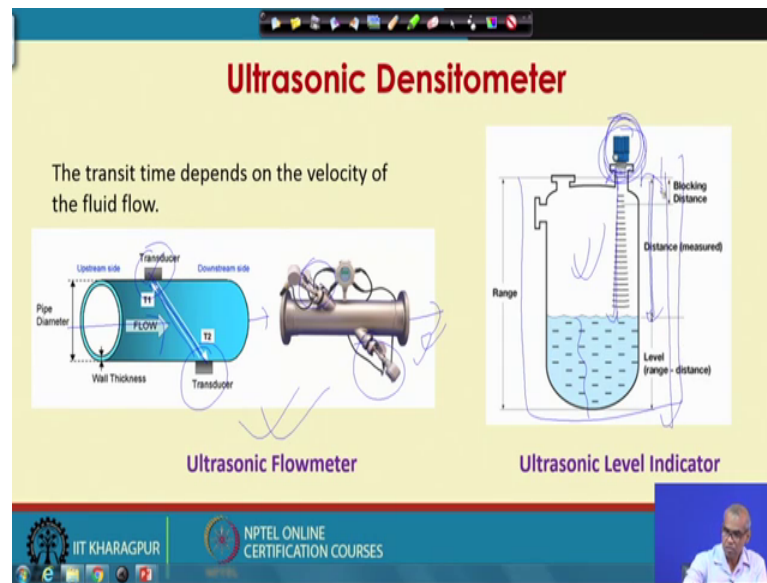 Ultrasonic Densitometer
The transit time depends on the velocity of
the fluid flow.
Upstream side
Transducer
Downstream side
T1
Pipe
Diameter
FLOW
T2
Wall Thickness
Transducer
Ultrasonic Flowmeter
Blocking
Distance
Distance (measured)
Range
Level
(range - distance)
Ultrasonic Level Indicator
IIT KHARAGPUR
NPTEL ONLINE
CERTIFICATION COURSES